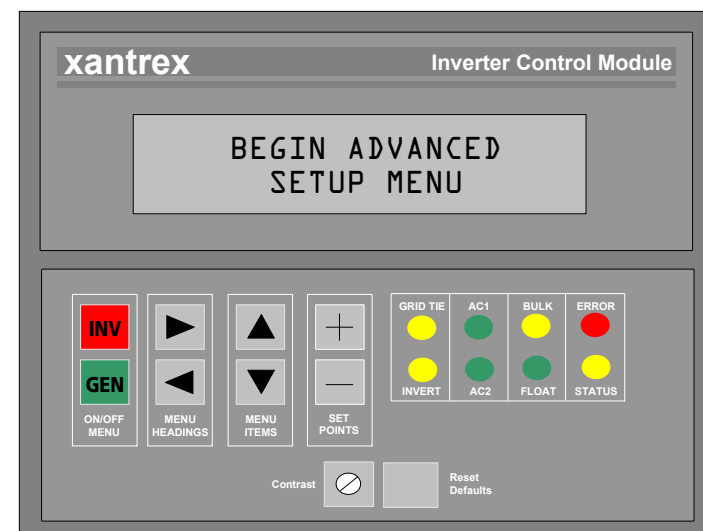 xantrex
Inverter Control Module
BEGIN ADVANCED
SETUP MENU
INV
GEN
ON/OFF
MENU
MENU
HEADINGS
MENU
ITEMS
SET
POINTS
GRID TIE
AC1
BULK
ERROR
INVERT
AC2
FLOAT
STATUS
Contrast
Reset
Defaults